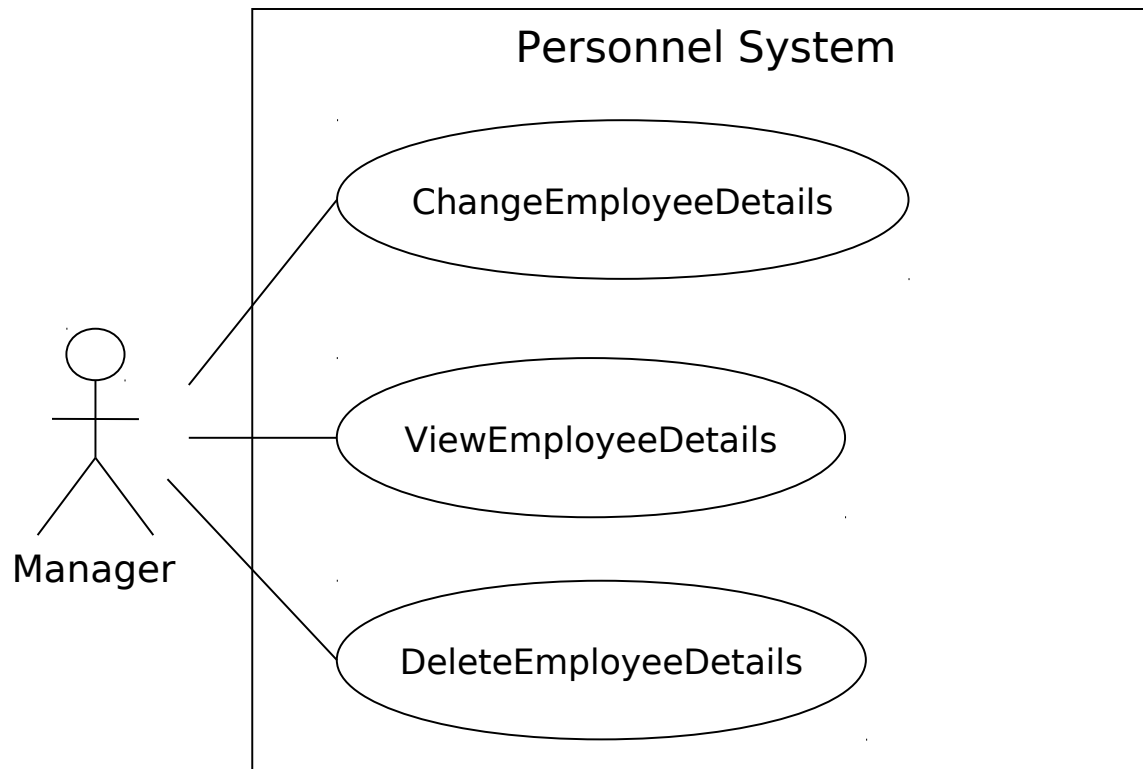 Personnel System
ChangeEmployeeDetails
ViewEmployeeDetails
Manager
DeleteEmployeeDetails